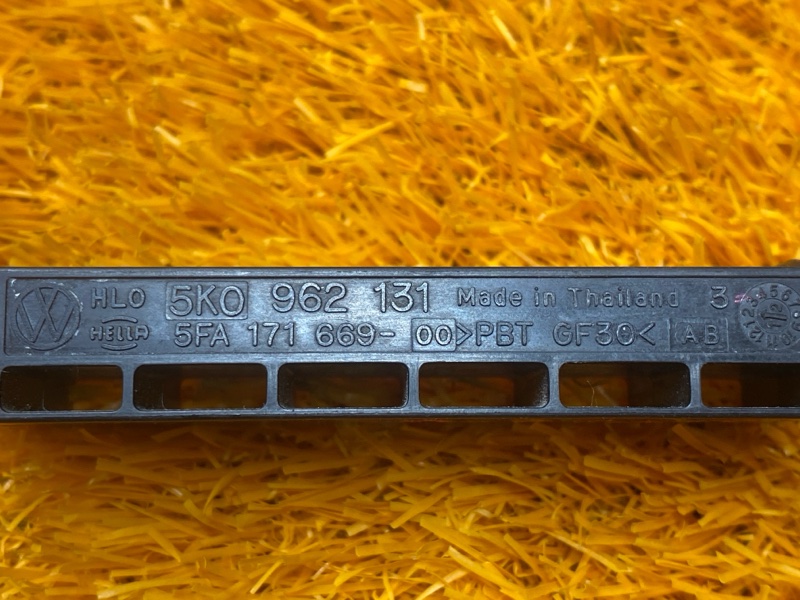 HLO 5K0 962 131 Made in Thailand 3
HELLA 5FA 171 669- 00 >PBT GF30< AB